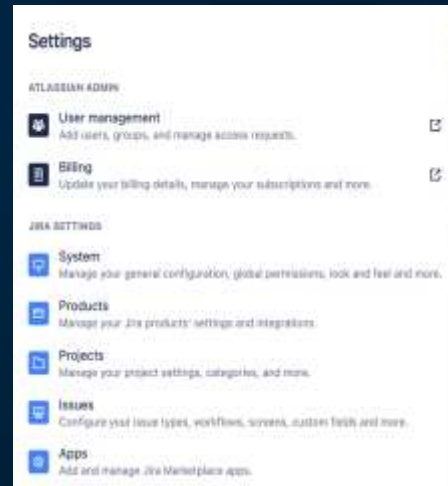 Settings
ATLASSIAN ADMIN
User management
Add users, groups, and manage access requests.
Billing
Update your billing details, manage your subscriptions and more.
JIRA SETTINGS
System
Manage your general configuration, global permissions, look and feel and more.
Products
Manage your Jira products' settings and integrations.
Projects
Manage your project settings, categories, and more.
Issues
Configure your issue types, workflows, screens, custom fields and more.
Apps
Add and manage Jira Marketplace apps.